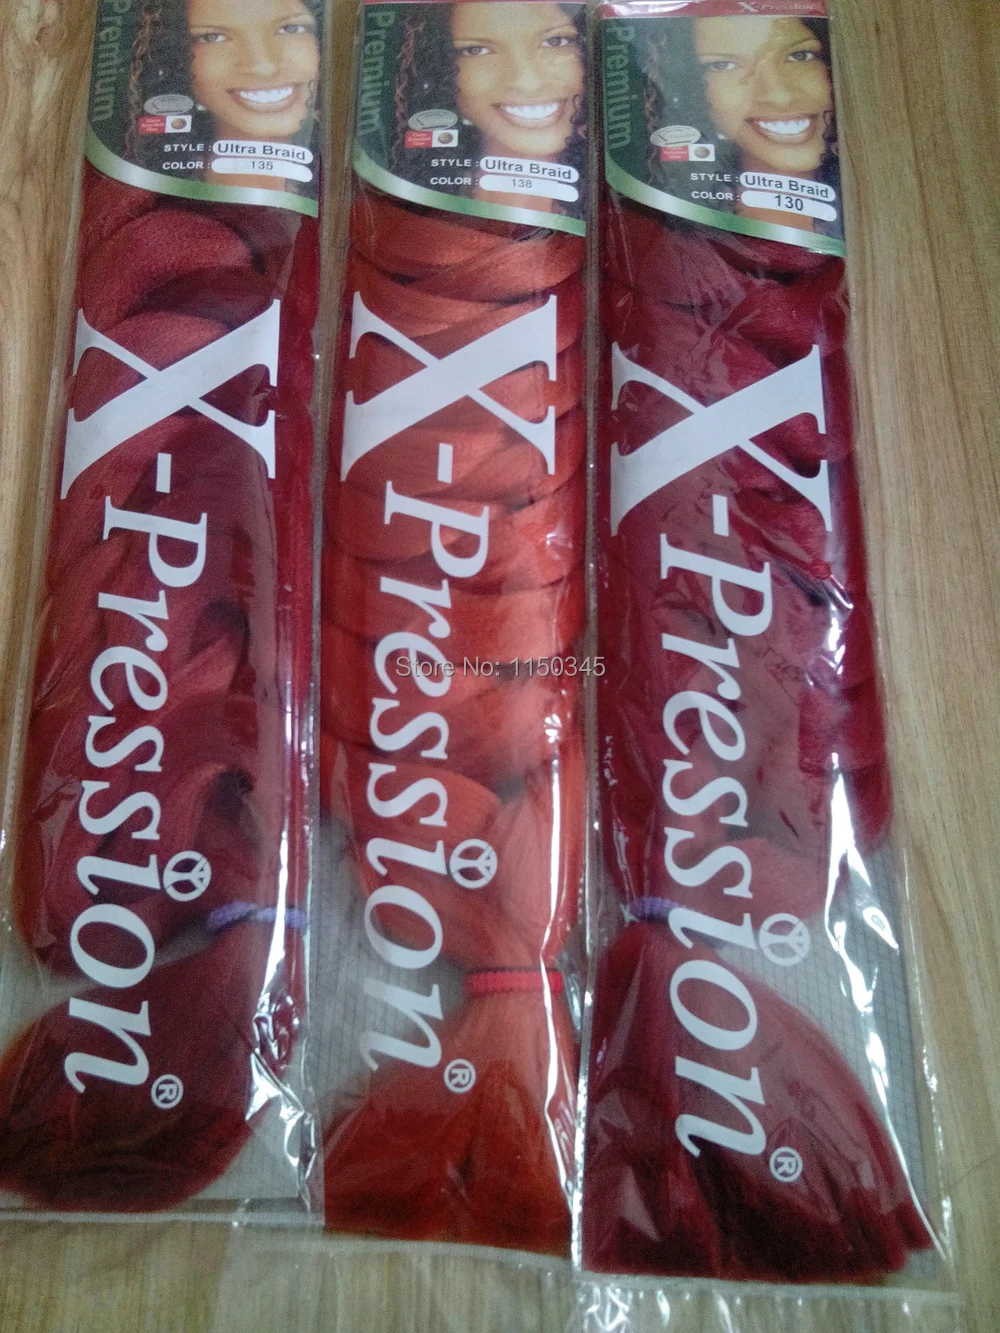 Premium
STYLE : Ultra Braid
COLOR : 135
X-Pression®
Premium
STYLE : Ultra Braid
COLOR : 138
X-Pression®
X-Pression
Premium
STYLE : Ultra Braid
COLOR : 130
X-Pression®
Store No: 1150345